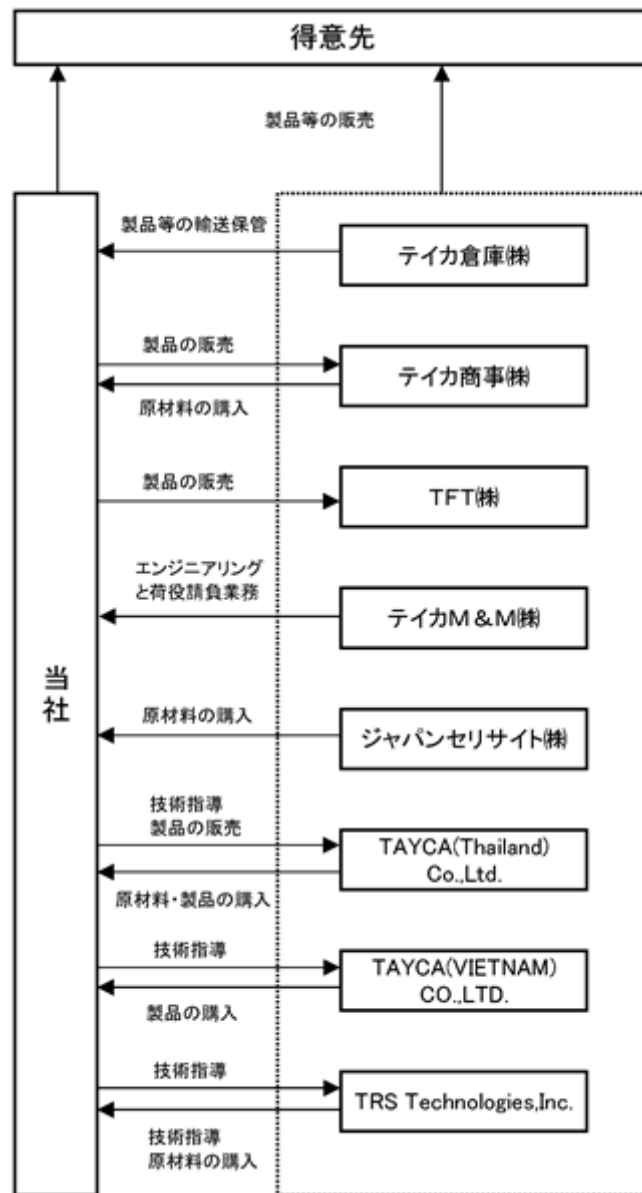 得意先
製品等の販売
製品等の輸送保管
テイカ倉庫㈱
製品の販売
テイカ商事㈱
原材料の購入
製品の販売
TFT㈱
エンジニアリング
と荷役請負業務
テイカM&M㈱
当社
原材料の購入
ジャパンセリサイト㈱
技術指導
製品の販売
TAYCA(Thailand)
Co.,Ltd.
原材料・製品の購入
技術指導
TAYCA(VIETNAM)
CO.,LTD.
製品の購入
技術指導
TRS Technologies,Inc.
技術指導
原材料の購入